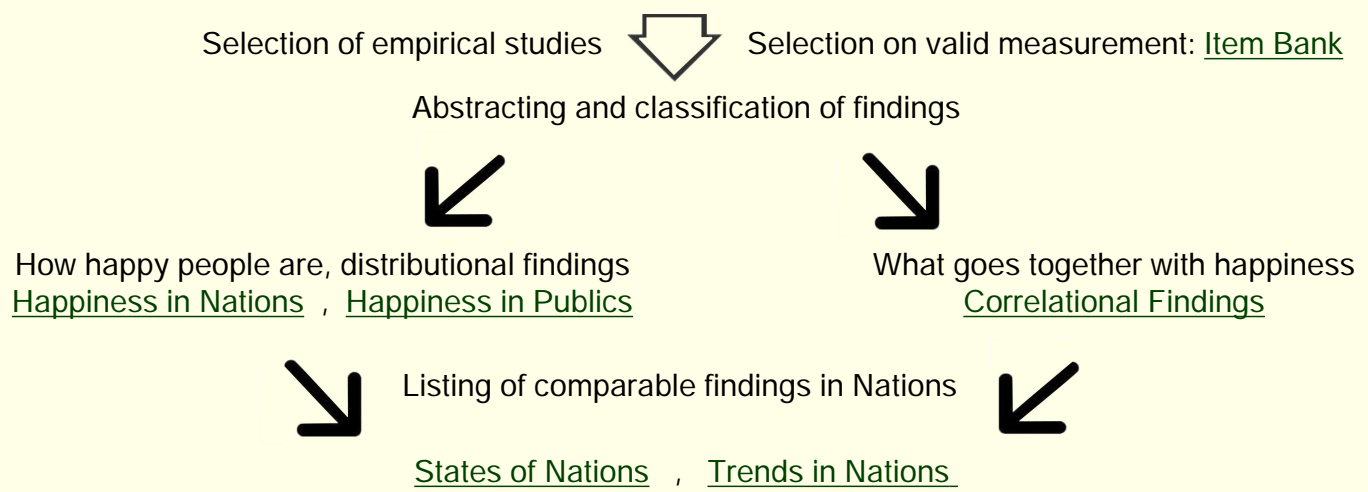 Selection of empirical studies Selection on valid measurement: Item Bank
Abstracting and classification of findings
How happy people are, distributional findings
Happiness in Nations , Happiness in Publics
What goes together with happiness
Correlational Findings
Listing of comparable findings in Nations
States of Nations , Trends in Nations